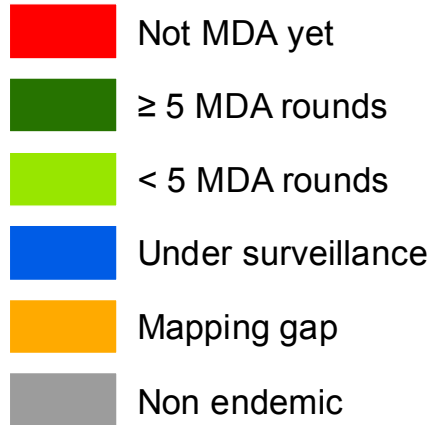 Not MDA yet
≥ 5 MDA rounds
< 5 MDA rounds
Under surveillance
Mapping gap
Non endemic